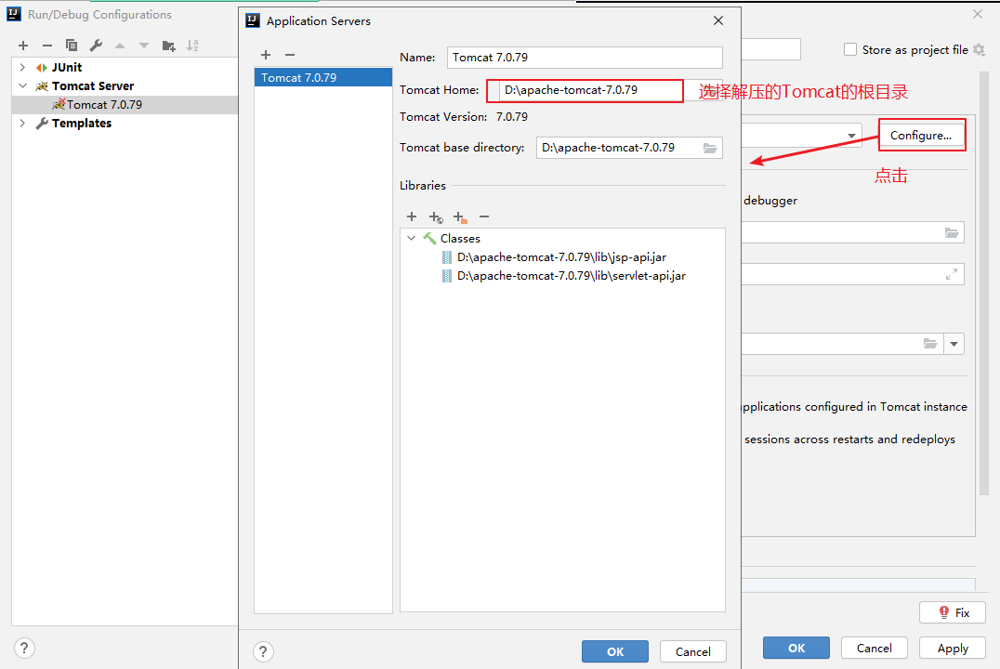 Run/Debug Configurations
JUnit
Tomcat Server
Tomcat 7.0.79
Templates
?
Application Servers
Tomcat 7.0.79
Name: Tomcat 7.0.79
Tomcat Home: D:\apache-tomcat-7.0.79
选择解压的Tomcat的根目录
Tomcat Version: 7.0.79
Tomcat base directory: D:\apache-tomcat-7.0.79
Libraries
Classes
D:\apache-tomcat-7.0.79\lib\jsp-api.jar
D:\apache-tomcat-7.0.79\lib\servlet-api.jar
?
OK
Cancel
Store as project file
Configure...
点击
debugger
applications configured in Tomcat instance
sessions across restarts and redeploys
Fix
OK
Cancel
Apply